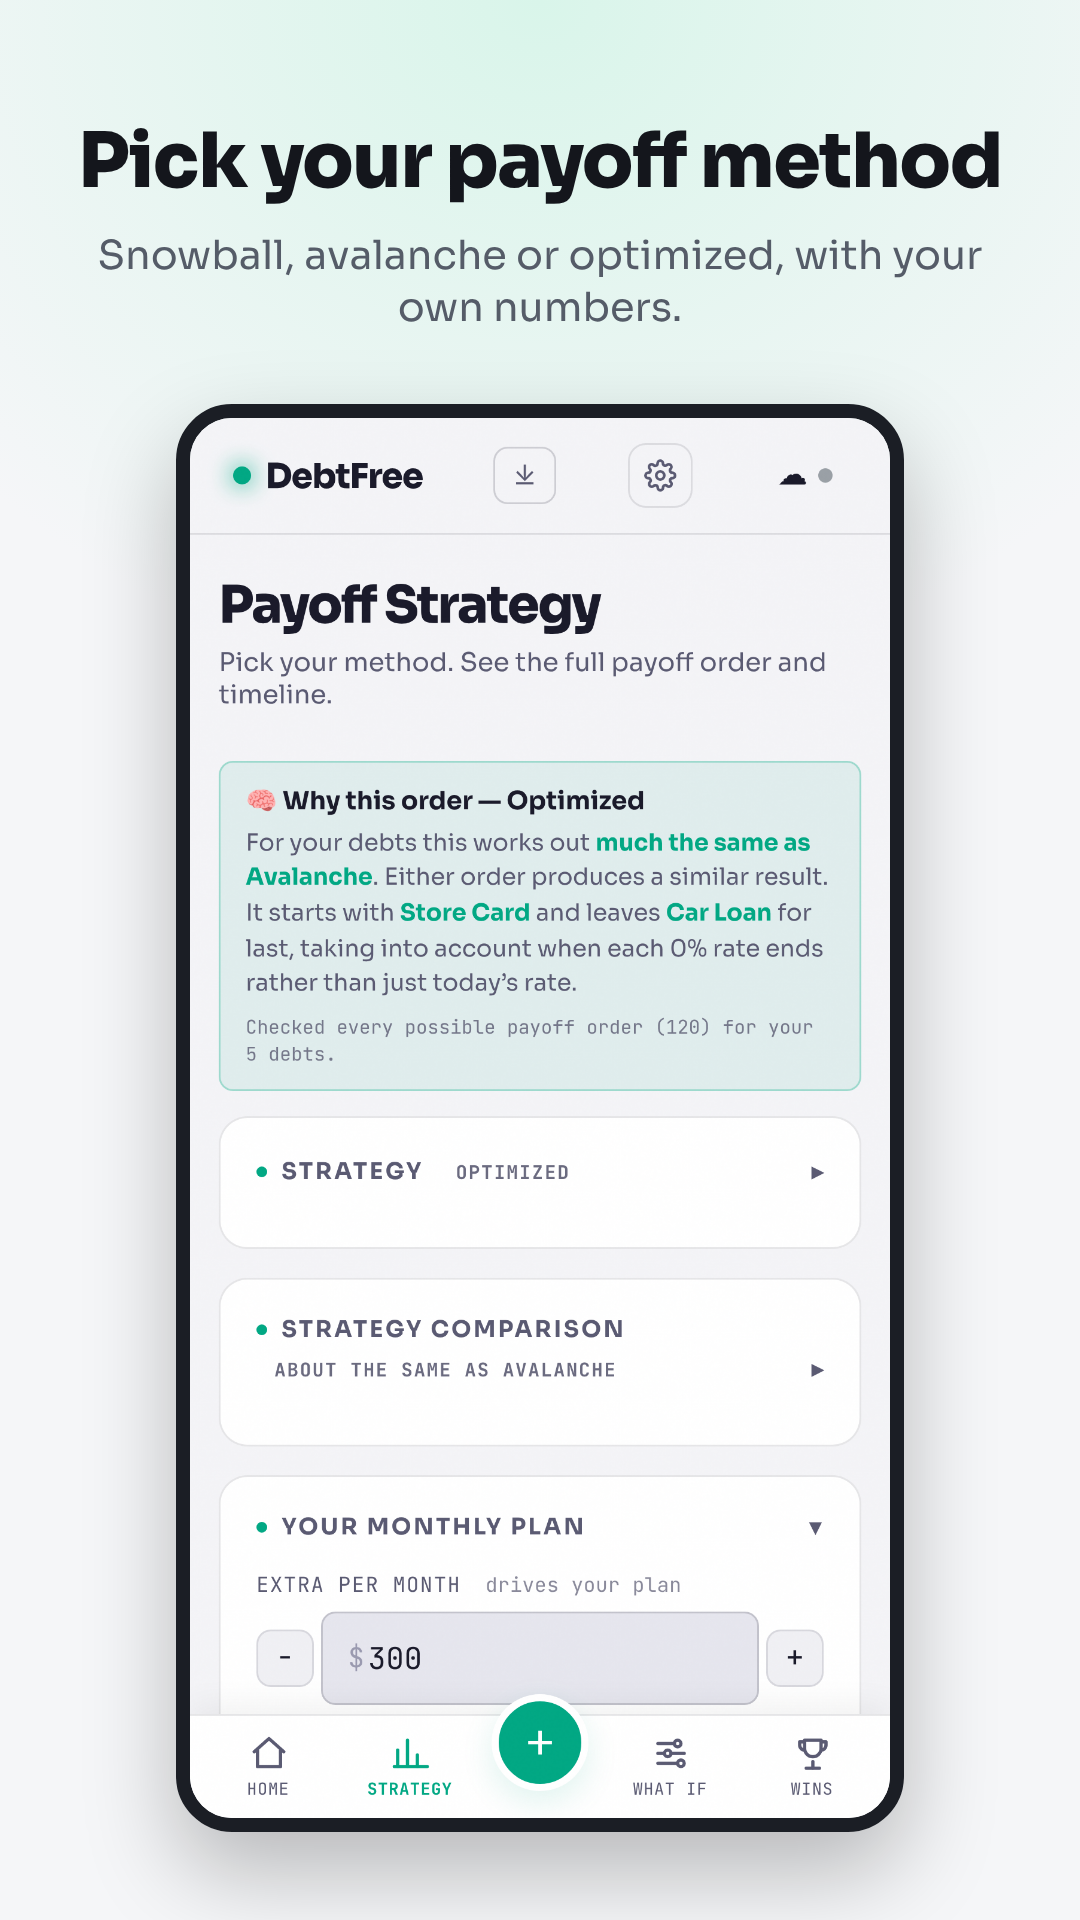 Pick your payoff method
Snowball, avalanche or optimized, with your
own numbers.
DebtFree
Payoff Strategy
Pick your method. See the full payoff order and
timeline.
🧠 Why this order — Optimized
For your debts this works out much the same as
Avalanche. Either order produces a similar result.
It starts with Store Card and leaves Car Loan for
last, taking into account when each 0% rate ends
rather than just today’s rate.
Checked every possible payoff order (120) for your
5 debts.
STRATEGY OPTIMIZED
STRATEGY COMPARISON
ABOUT THE SAME AS AVALANCHE
YOUR MONTHLY PLAN
EXTRA PER MONTH drives your plan
- $300 +
+
HOME STRATEGY WHAT IF WINS